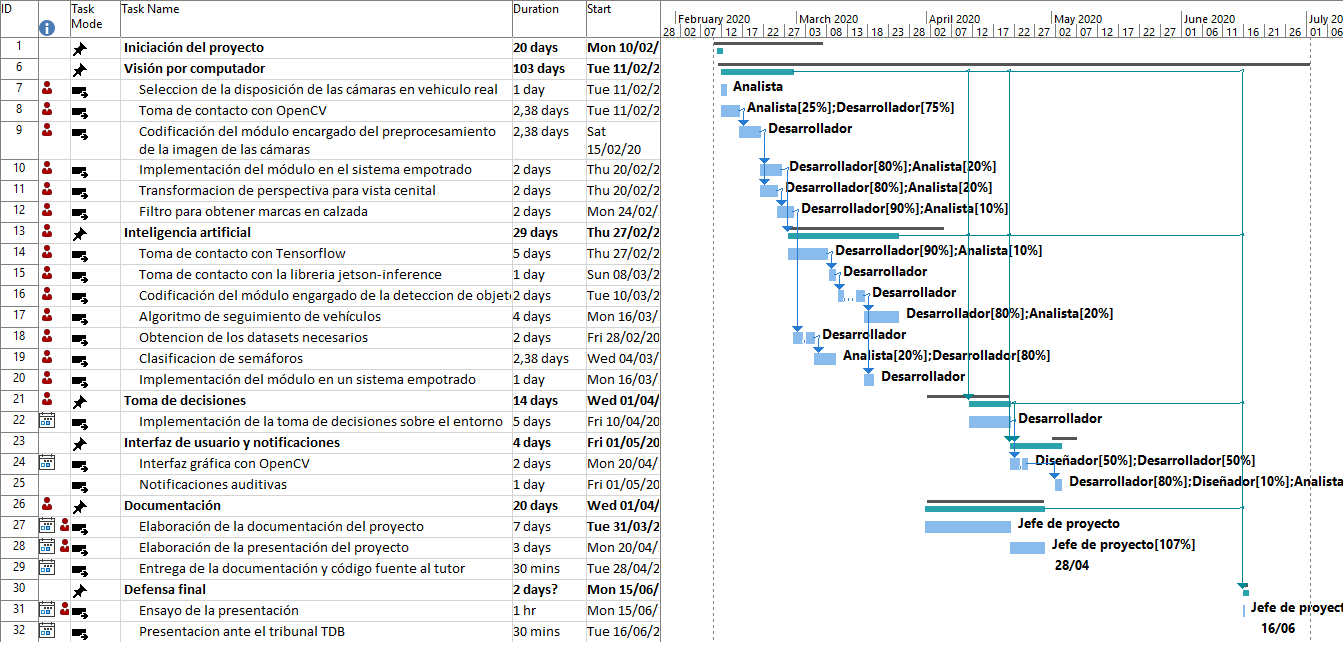 ID Task Mode Task Name Duration Start
February 2020 March 2020 April 2020 May 2020 June 2020 July 20
28 02 07 12 17 22 27 03 08 13 18 23 28 02 07 12 17 22 27 02 07 12 17 22 27 01 06 11 16 21 26 01 06
1 Iniciación del proyecto 20 days Mon 10/02/
6 Visión por computador 103 days Tue 11/02/2
7 Seleccion de la disposición de las cámaras en vehiculo real 1 day Tue 11/02/2 Analista
8 Toma de contacto con OpenCV 2,38 days Tue 11/02/2 Analista[25%];Desarrollador[75%]
9 Codificación del módulo encargado del preprocesamiento 2,38 days Sat Desarrollador
de la imagen de las cámaras 15/02/20
10 Implementación del módulo en el sistema empotrado 2 days Thu 20/02/2 Desarrollador[80%];Analista[20%]
11 Transformacion de perspectiva para vista cenital 2 days Thu 20/02/2 Desarrollador[80%];Analista[20%]
12 Filtro para obtener marcas en calzada 2 days Mon 24/02/ Desarrollador[90%];Analista[10%]
13 Inteligencia artificial 29 days Thu 27/02/2
14 Toma de contacto con Tensorflow 5 days Thu 27/02/2 Desarrollador[90%];Analista[10%]
15 Toma de contacto con la libreria jetson-inference 1 day Sun 08/03/2 Desarrollador
16 Codificación del módulo engargado de la deteccion de objet 2 days Tue 10/03/2 Desarrollador
17 Algoritmo de seguimiento de vehículos 4 days Mon 16/03/ Desarrollador[80%];Analista[20%]
18 Obtencion de los datasets necesarios 2 days Fri 28/02/20 Desarrollador
19 Clasificacion de semáforos 2,38 days Wed 04/03/ Analista[20%];Desarrollador[80%]
20 Implementación del módulo en un sistema empotrado 1 day Mon 16/03/ Desarrollador
21 Toma de decisiones 14 days Wed 01/04/
22 Implementación de la toma de decisiones sobre el entorno 5 days Fri 10/04/20 Desarrollador
23 Interfaz de usuario y notificaciones 4 days Fri 01/05/20
24 Interfaz gráfica con OpenCV 2 days Mon 20/04/ Diseñador[50%];Desarrollador[50%]
25 Notificaciones auditivas 1 day Fri 01/05/20 Desarrollador[80%];Diseñador[10%];Analista
26 Documentación 20 days Wed 01/04/
27 Elaboración de la documentación del proyecto 7 days Tue 31/03/2 Jefe de proyecto
28 Elaboración de la presentación del proyecto 3 days Mon 20/04/ Jefe de proyecto[107%]
29 Entrega de la documentación y código fuente al tutor 30 mins Tue 28/04/2 28/04
30 Defensa final 2 days? Mon 15/06/
31 Ensayo de la presentación 1 hr Mon 15/06/ Jefe de proyect
32 Presentacion ante el tribunal TDB 30 mins Tue 16/06/2 16/06